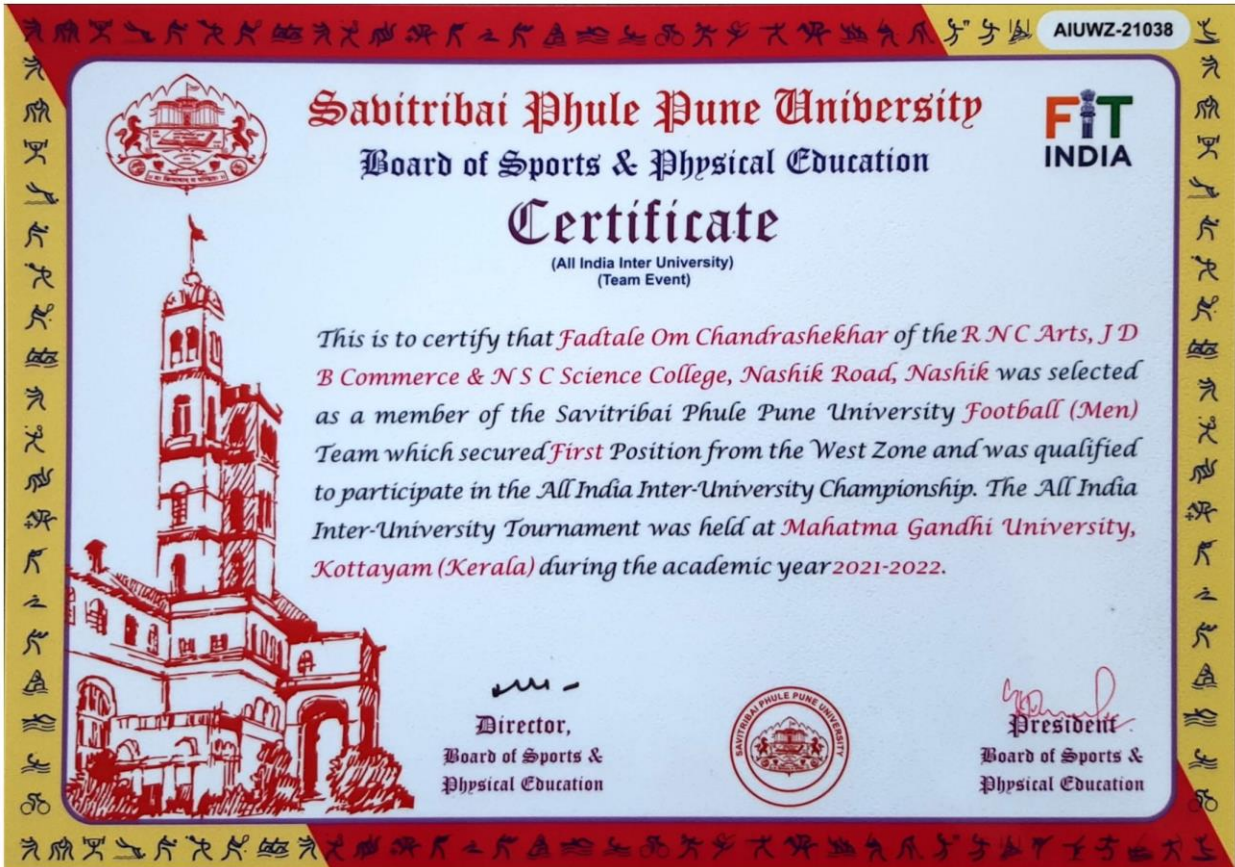 AIUWZ-21038
Savitribai Phule Pune University
FIT
INDIA
Board of Sports & Physical Education
Certificate
(All India Inter University)
(Team Event)
This is to certify that Fadtale Om Chandrashekhar of the R N C Arts, J D
B Commerce & N S C Science College, Nashik Road, Nashik was selected
as a member of the Savitribai Phule Pune University Football (Men)
Team which secured First Position from the West Zone and was qualified
to participate in the All India Inter-University Championship. The All India
Inter-University Tournament was held at Mahatma Gandhi University,
Kottayam (Kerala) during the academic year 2021-2022.
Director,
Board of Sports &
Physical Education
SAVITRIBAI PHULE PUNE UNIVERSITY
President
Board of Sports &
Physical Education